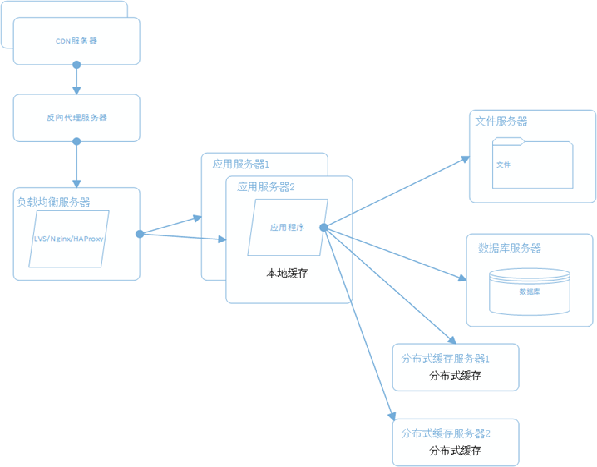 CDN服务器
反向代理服务器
负载均衡服务器
LVS/Nginx/HAProxy
应用服务器1
应用服务器2
应用程序
本地缓存
文件服务器
文件
数据库服务器
数据库
分布式缓存服务器1
分布式缓存
分布式缓存服务器2
分布式缓存